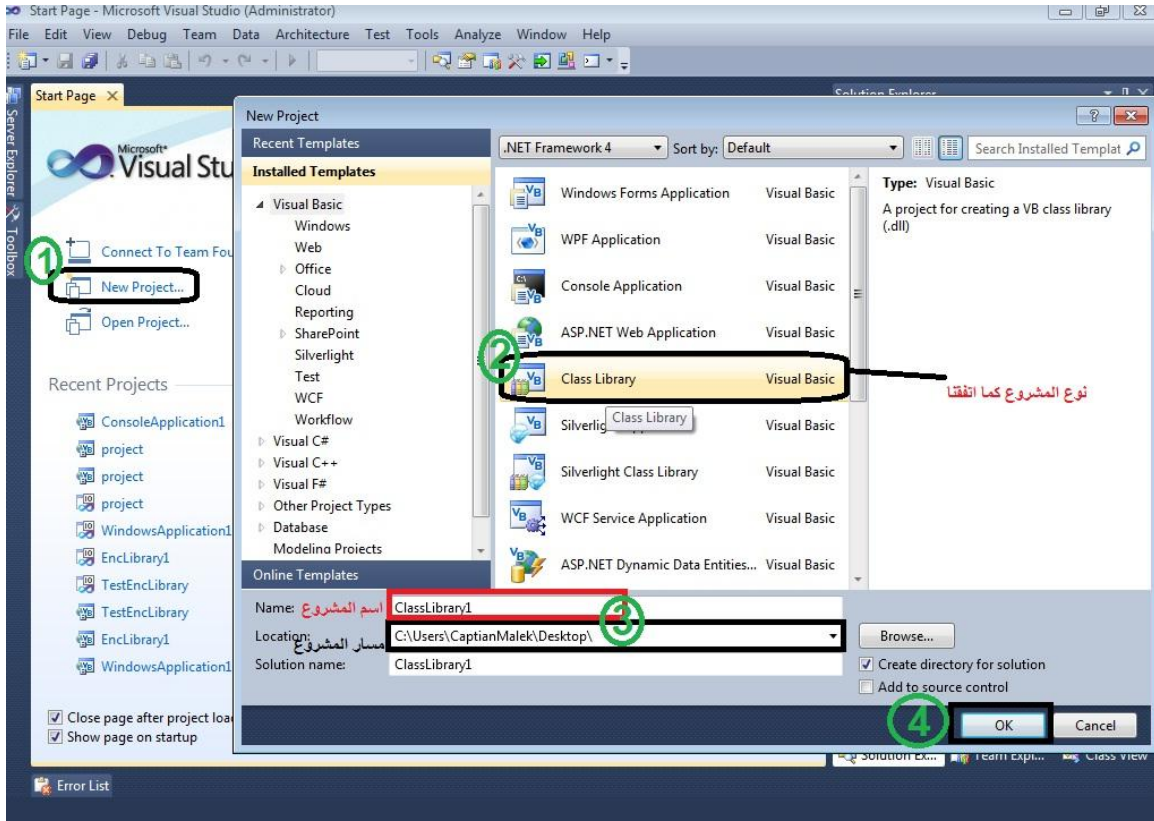 Start Page - Microsoft Visual Studio (Administrator)
File Edit View Debug Team Data Architecture Test Tools Analyze Window Help
Server Explorer
Toolbox
Start Page
Solution Explorer
Microsoft
Visual Stu
1
Connect To Team Fou
New Project...
Open Project...
Recent Projects
ConsoleApplication1
project
project
project
WindowsApplication1
EncLibrary1
TestEncLibrary
TestEncLibrary
EncLibrary1
WindowsApplication1
Close page after project loa
Show page on startup
New Project
Recent Templates
Installed Templates
Visual Basic
Windows
Web
Office
Cloud
Reporting
SharePoint
Silverlight
Test
WCF
Workflow
Visual C#
Visual C++
Visual F#
Other Project Types
Database
Modeling Projects
Online Templates
.NET Framework 4 Sort by: Default
Search Installed Templat
Windows Forms Application Visual Basic
WPF Application Visual Basic
Console Application Visual Basic
ASP.NET Web Application Visual Basic
2
Class Library Visual Basic
Class Library
Silverlig Visual Basic
Silverlight Class Library Visual Basic
WCF Service Application Visual Basic
ASP.NET Dynamic Data Entities... Visual Basic
Type: Visual Basic
A project for creating a VB class library
(.dll)
نوع المشروع كما اتفقنا
Name: اسم المشروع ClassLibrary1
3
Location: مسار المشروع C:\Users\CaptianMalek\Desktop\ Browse...
Solution name: ClassLibrary1
Create directory for solution
Add to source control
4
OK Cancel
Solution Ex... Team Expl... Class View
Error List